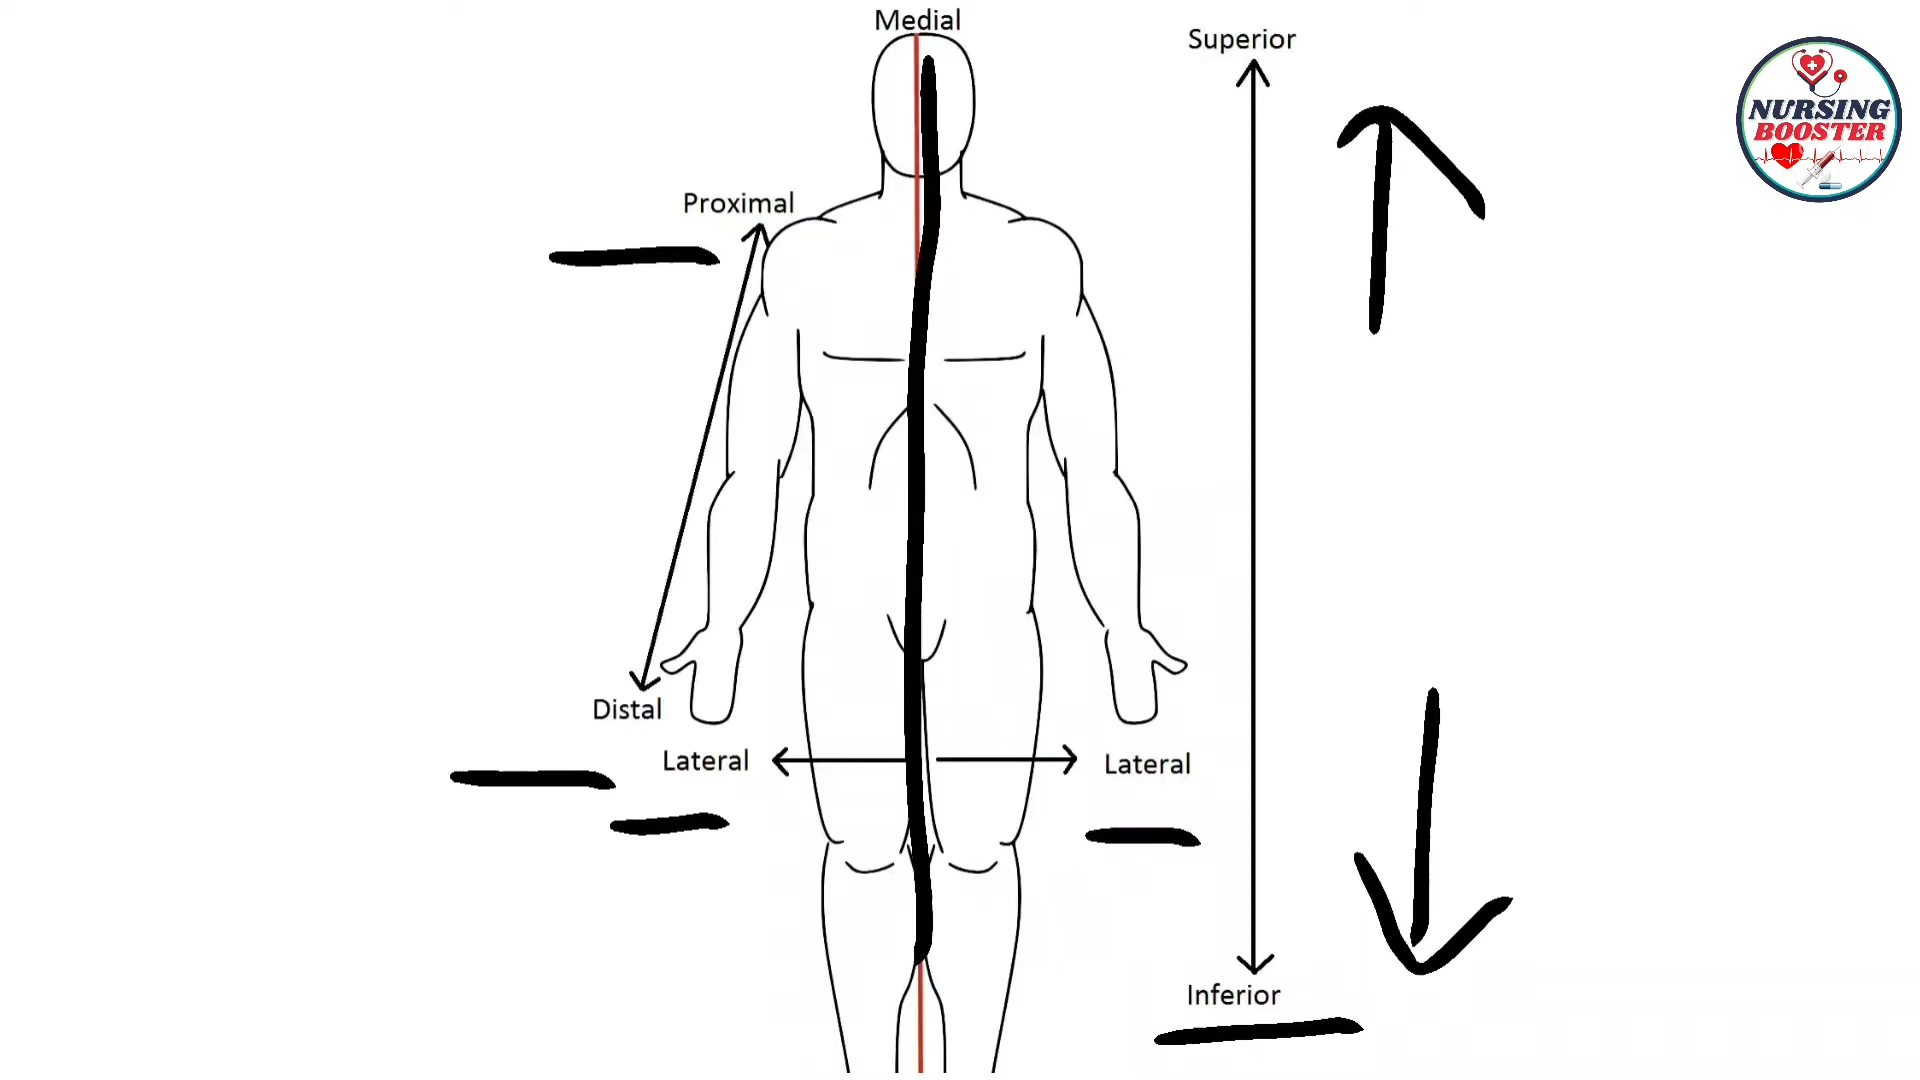 Medial
Superior
NURSING
BOOSTER
Proximal
Distal
Lateral
Lateral
Inferior